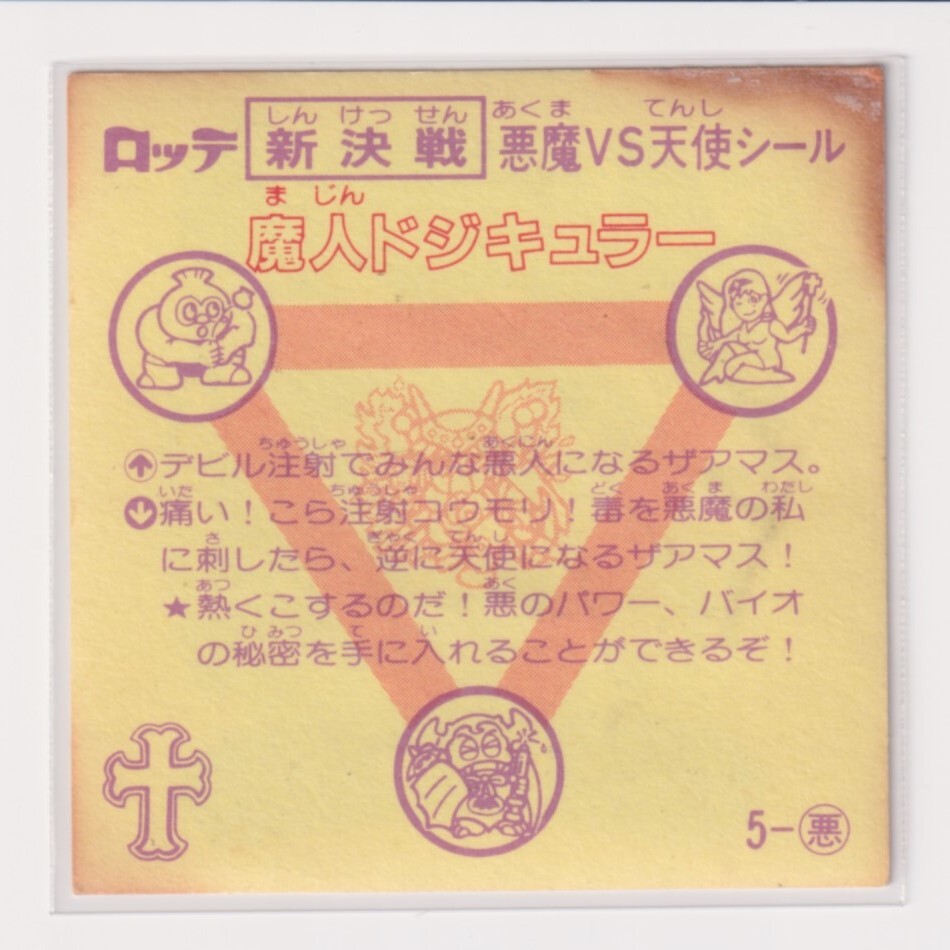 しん けっ せん あくま てんし
ロッテ 新決戦 悪魔VS天使シール
ま じん
魔人ドジキュラー
ちゅうしゃ あくにん
⬆デビル注射でみんな悪人になるザアマス。
いた ちゅうしゃ どく あくま わたし
⬇痛い！こら注射コウモリ！毒を悪魔の私
さ ぎゃく てんし
に刺したら、逆に天使になるザアマス！
あつ あく
★熱くこするのだ！悪のパワー、バイオ
ひみつ て い
の秘密を手に入れることができるぞ！
5-悪